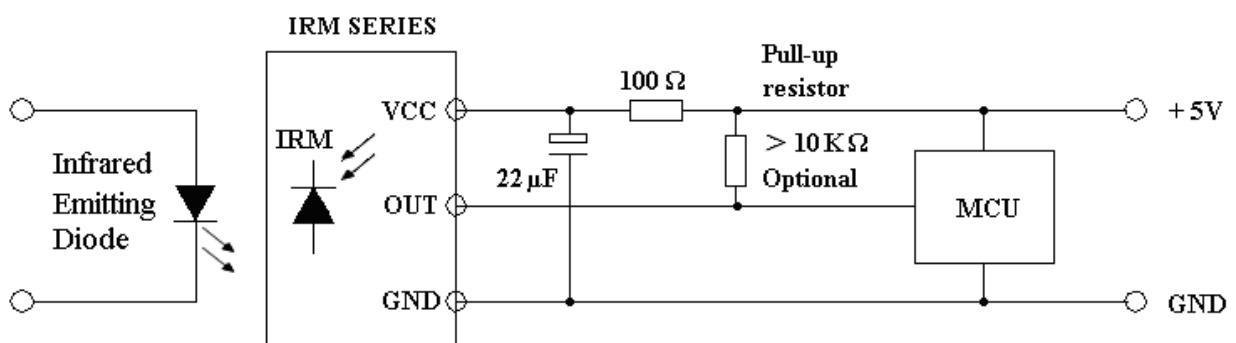 IRM SERIES
Pull-up
resistor
100 Ω
VCC
+ 5V
IRM
> 10 K Ω
Optional
22 µF
Infrared
Emitting
Diode
OUT
MCU
GND
GND